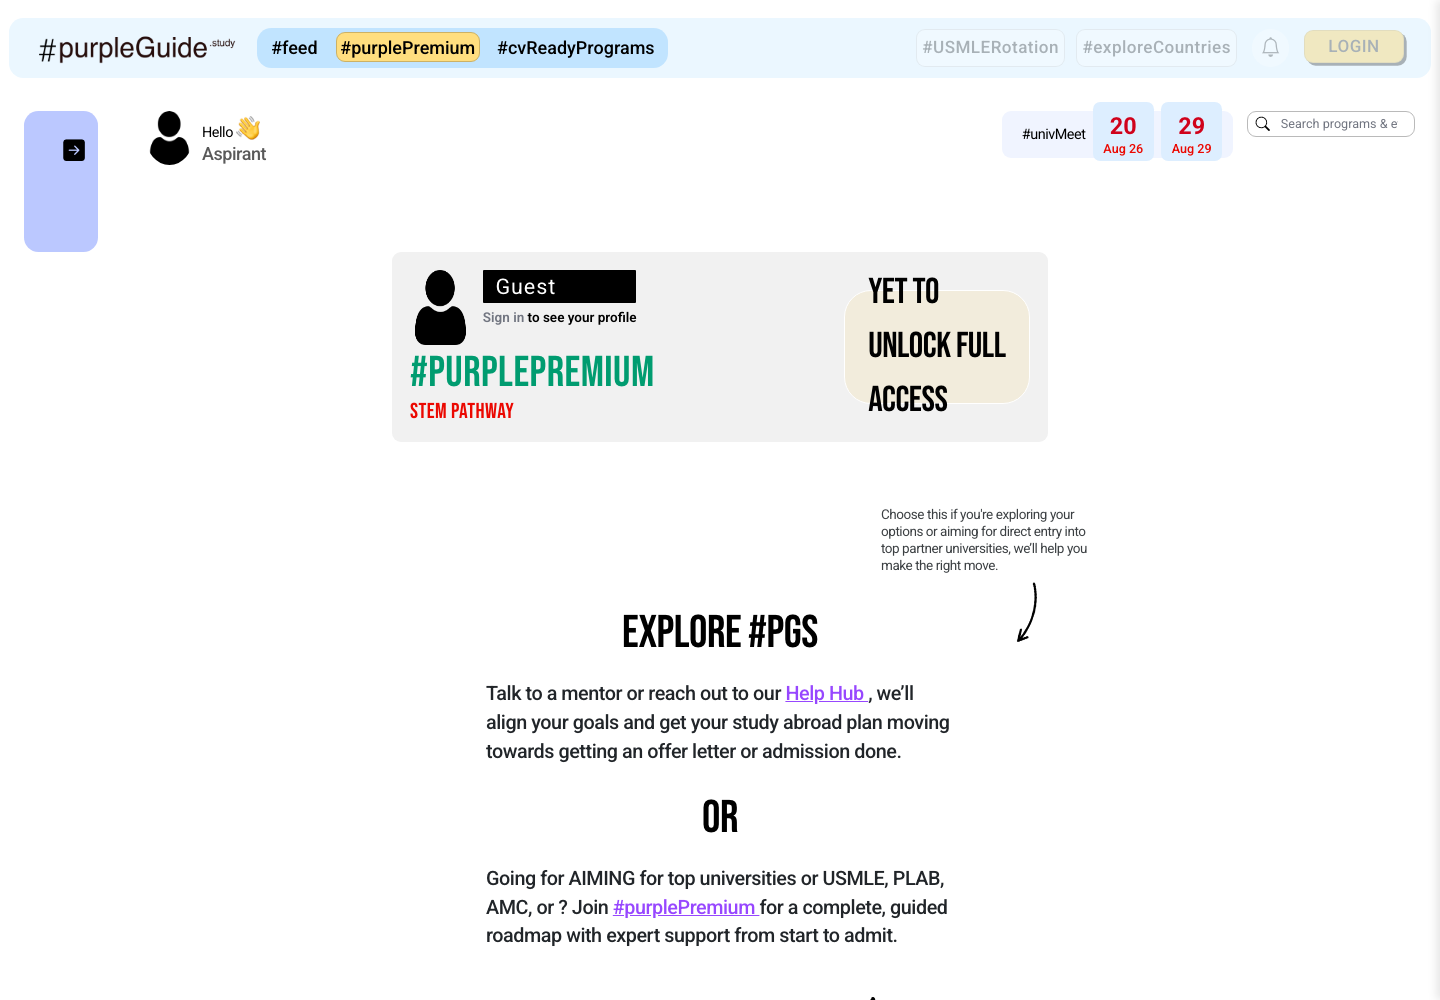 #purpleGuide.study
#feed
#purplePremium
#cvReadyPrograms
#USMLERotation
#exploreCountries
LOGIN
Hello 👋
Aspirant
#univMeet
20
Aug 26
29
Aug 29
Search programs & e
Guest
Sign in to see your profile
#PURPLEPREMIUM
STEM PATHWAY
YET TO
UNLOCK FULL
ACCESS
Choose this if you're exploring your
options or aiming for direct entry into
top partner universities, we’ll help you
make the right move.
EXPLORE #PGS
Talk to a mentor or reach out to our Help Hub , we’ll
align your goals and get your study abroad plan moving
towards getting an offer letter or admission done.
OR
Going for AIMING for top universities or USMLE, PLAB,
AMC, or ? Join #purplePremium for a complete, guided
roadmap with expert support from start to admit.